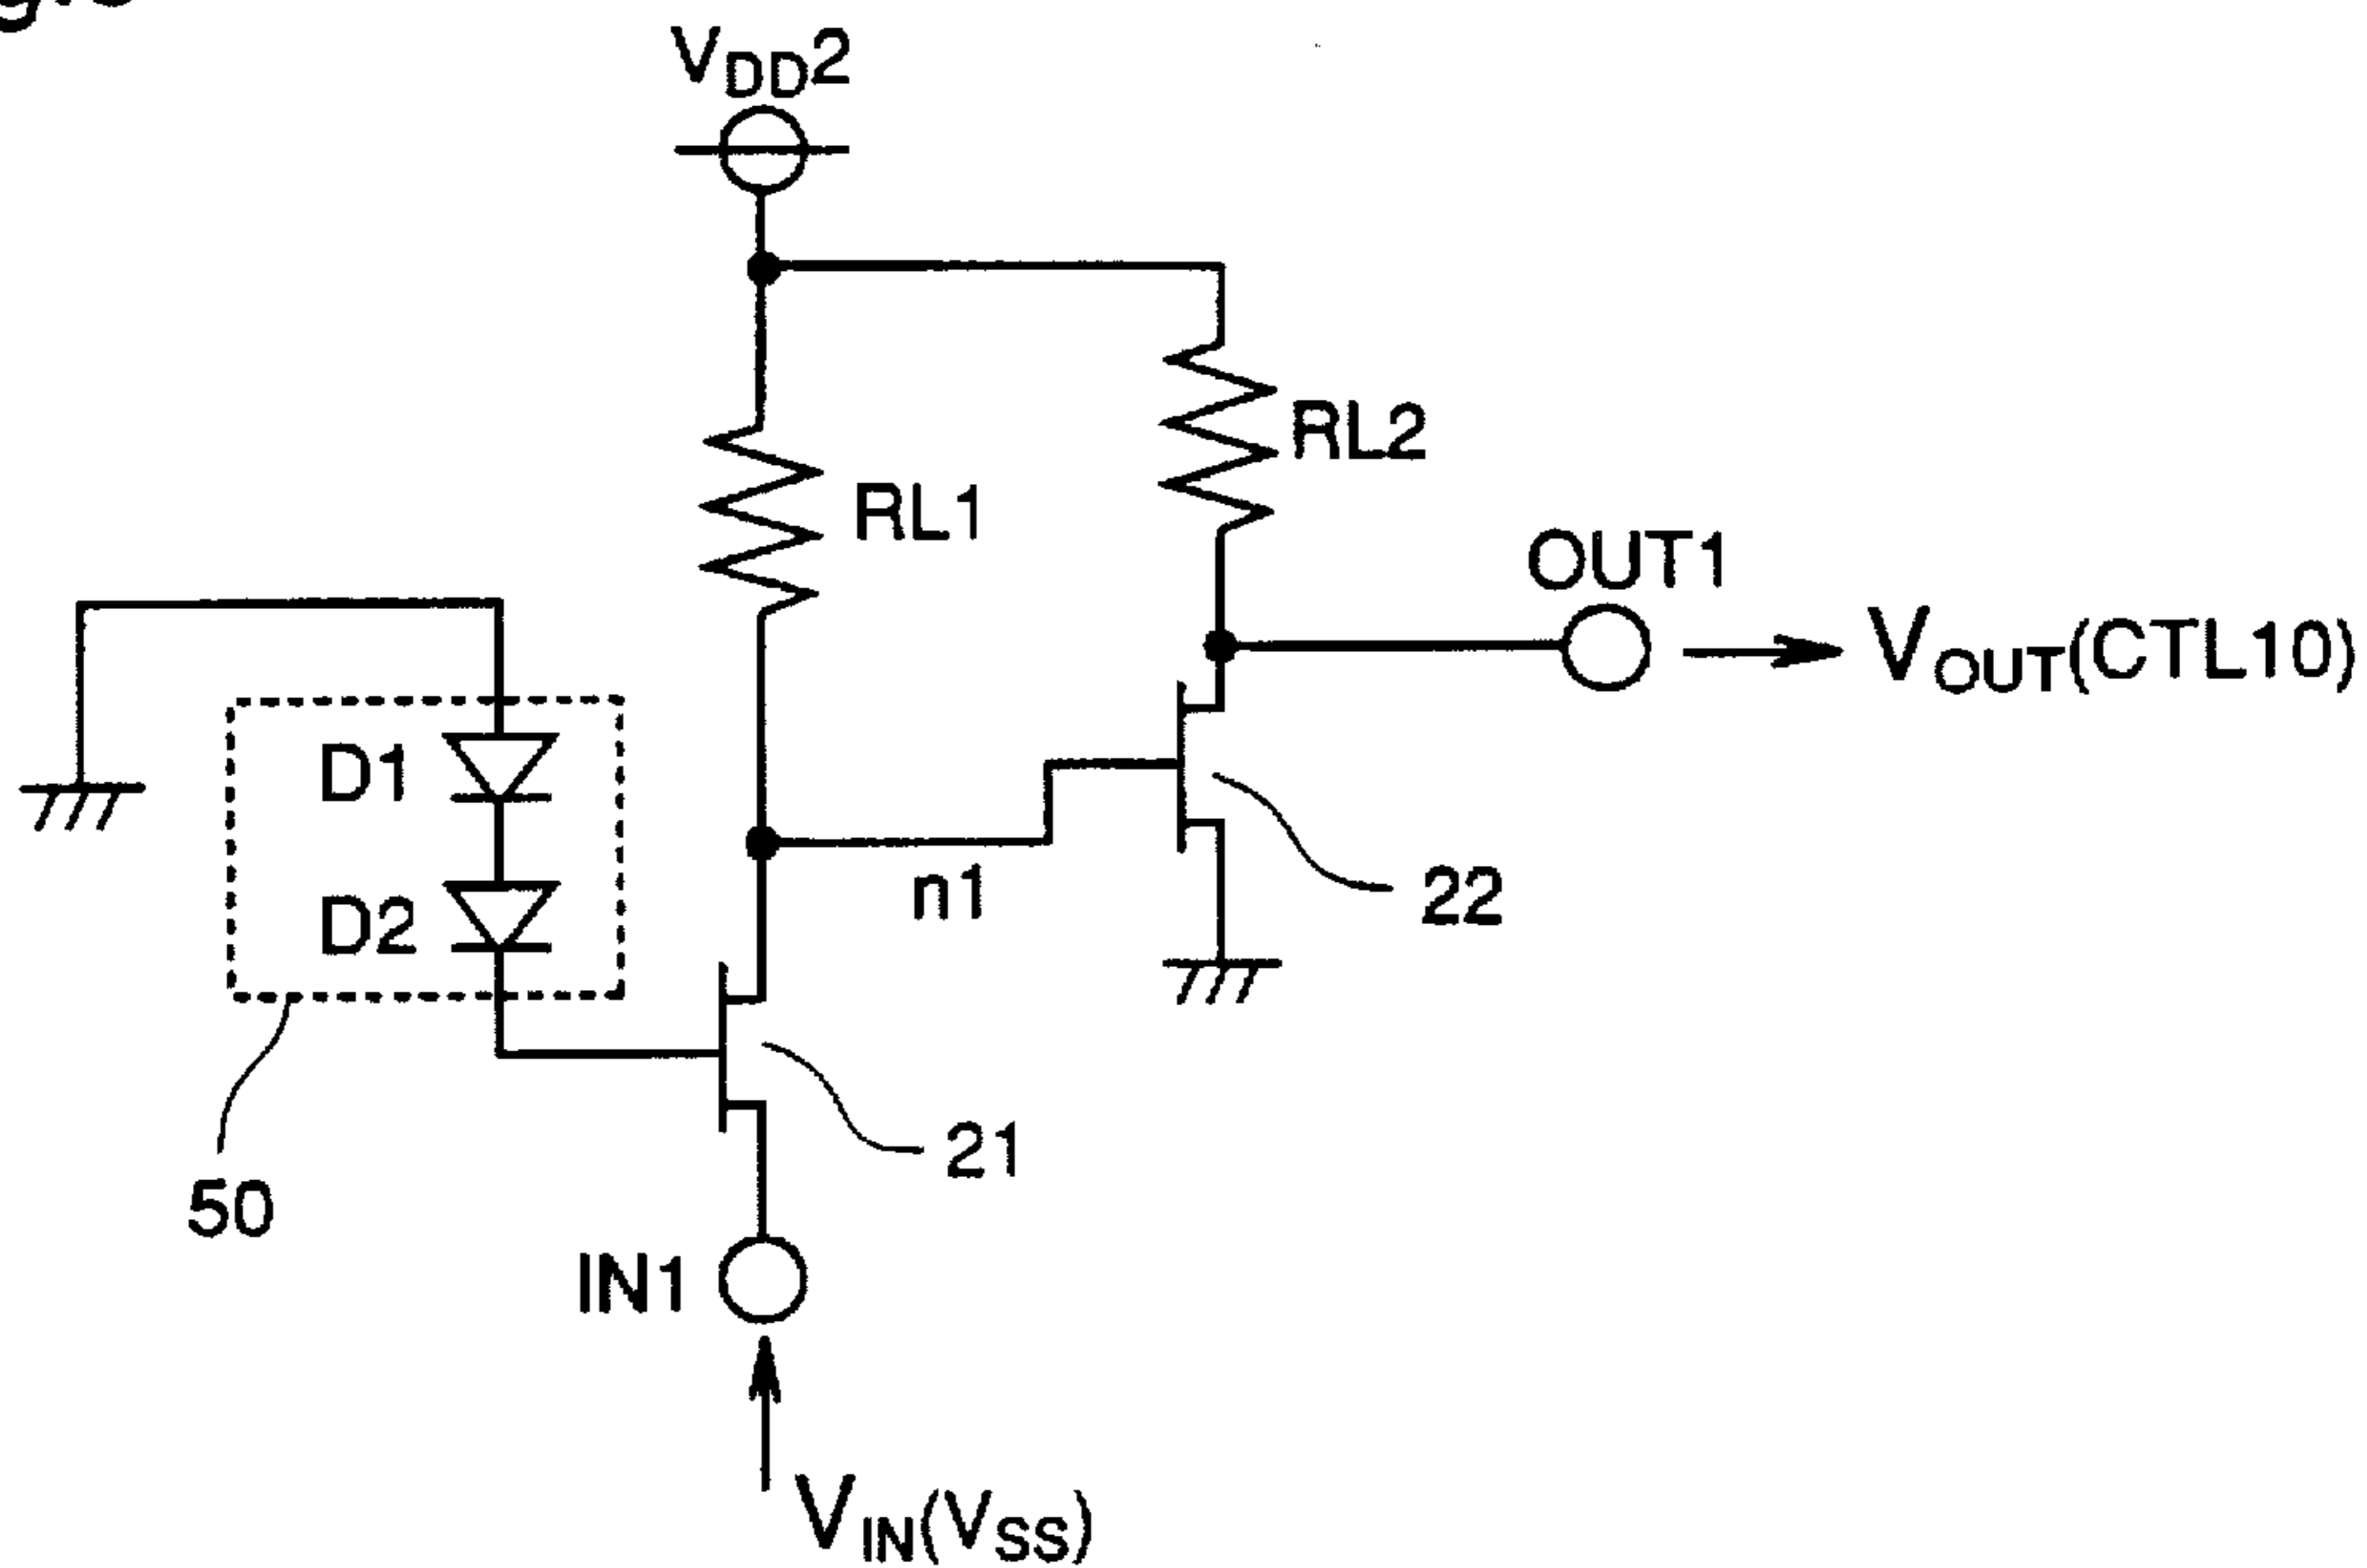 VDD2
RL2
RL1
OUT1
VOUT(CTL10)
D1
D2
n1
22
21
50
IN1
VIN(VSS)